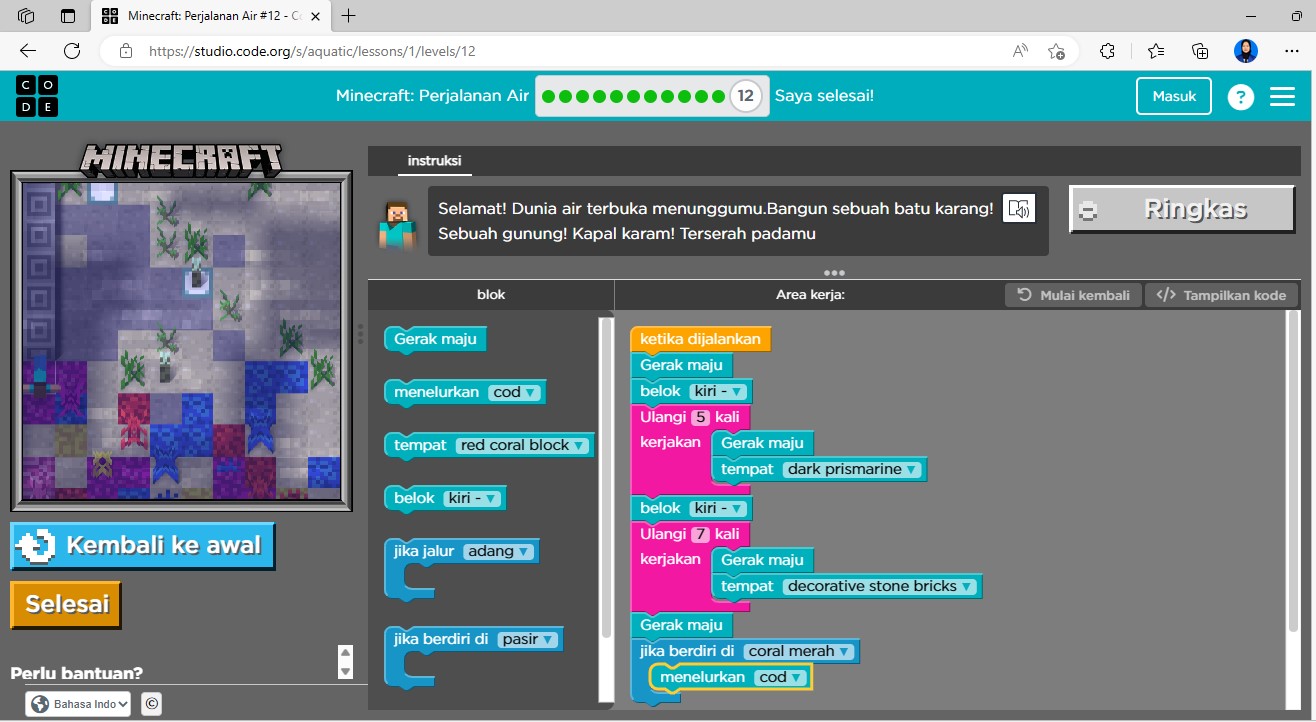 Minecraft: Perjalanan Air #12 - Co
https://studio.code.org/s/aquatic/lessons/1/levels/12
C O
D E
Minecraft: Perjalanan Air 12 Saya selesai!
Masuk
?
MINECRAFT
instruksi
Selamat! Dunia air terbuka menunggumu.Bangun sebuah batu karang!
Sebuah gunung! Kapal karam! Terserah padamu
Ringkas
blok
Area kerja:
Mulai kembali
</> Tampilkan kode
Gerak maju
menelurkan cod
tempat red coral block
belok kiri -
jika jalur adang
jika berdiri di pasir
ketika dijalankan
Gerak maju
belok kiri -
Ulangi 5 kali
kerjakan Gerak maju
tempat dark prismarine
belok kiri -
Ulangi 7 kali
kerjakan Gerak maju
tempat decorative stone bricks
Gerak maju
jika berdiri di coral merah
menelurkan cod
Kembali ke awal
Selesai
Perlu bantuan?
Bahasa Indo
©